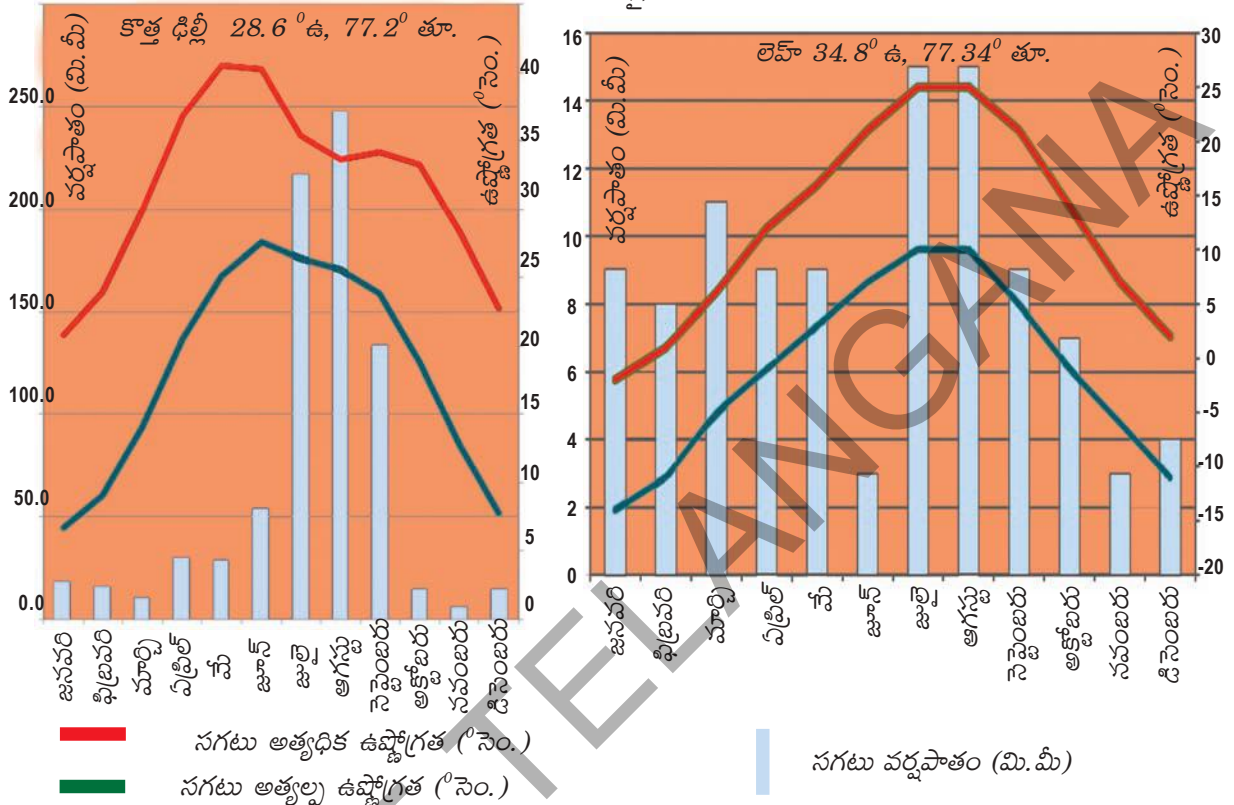 కొత్త ఢిల్లీ 28.6 ⁰ఉ, 77.2⁰ తూ.
వర్షపాతం (మి.మీ)
250.0
200.0
150.0
100.0
50.0
0.0
ఉష్ణోగ్రత (⁰సెం.)
40
35
30
25
20
15
10
5
0
జనవరి
ఫిబ్రవరి
మార్చి
ఏప్రిల్
మే
జూన్
జులై
ఆగస్టు
సెప్టెంబరు
అక్టోబరు
నవంబరు
డిసెంబరు
లెహ్ 34.8⁰ ఉ, 77.34⁰ తూ.
వర్షపాతం (మి.మీ)
16
14
12
10
8
6
4
2
0
ఉష్ణోగ్రత (⁰సెం.)
30
25
20
15
10
5
0
-5
-10
-15
-20
జనవరి
ఫిబ్రవరి
మార్చి
ఏప్రిల్
మే
జూన్
జులై
ఆగస్టు
సెప్టెంబరు
అక్టోబరు
నవంబరు
డిసెంబరు
సగటు అత్యధిక ఉష్ణోగ్రత (⁰సెం.)
సగటు అత్యల్ప ఉష్ణోగ్రత (⁰సెం.)
సగటు వర్షపాతం (మి.మీ)
TELANGANA